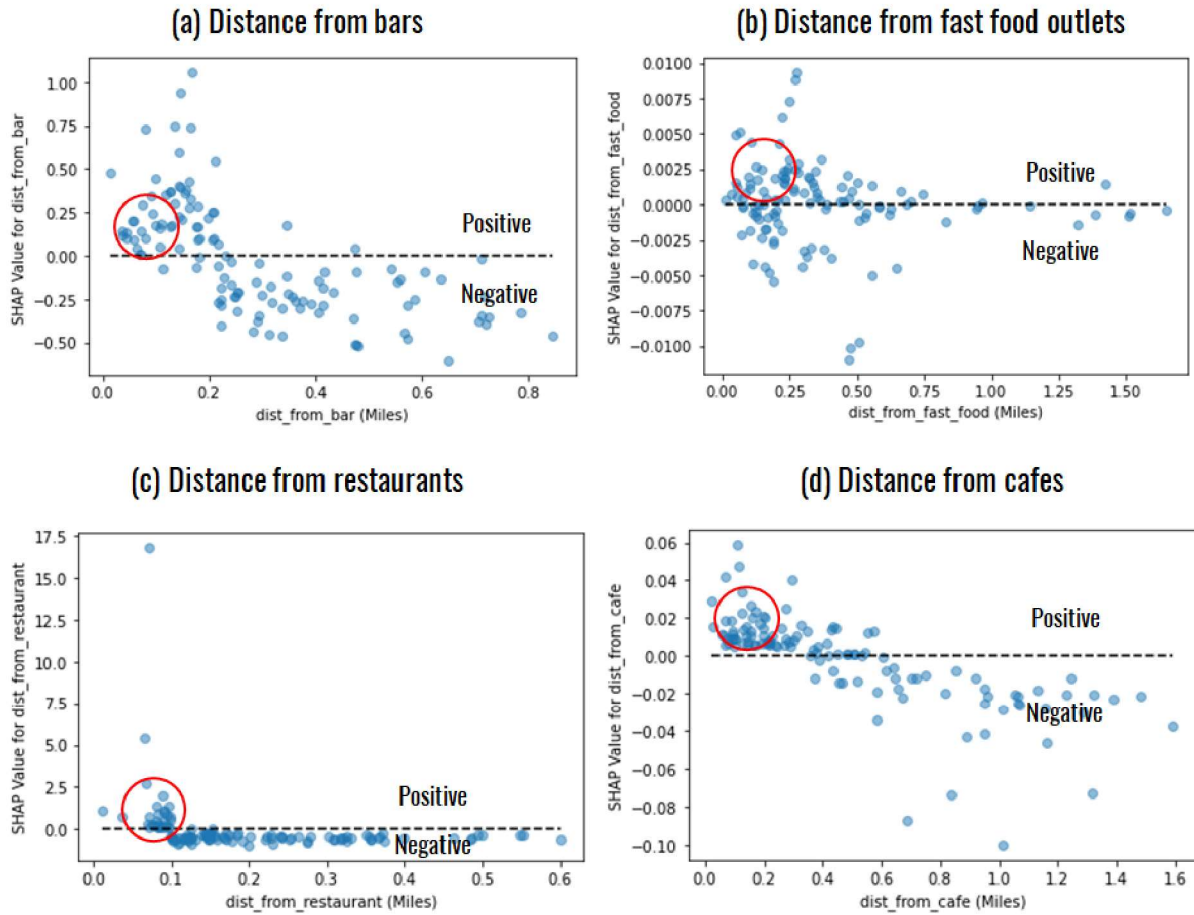 (a) Distance from bars
SHAP Value for dist_from_bar
1.00
0.75
0.50
0.25
0.00
−0.25
−0.50
Positive
Negative
0.0 0.2 0.4 0.6 0.8
dist_from_bar (Miles)
(b) Distance from fast food outlets
SHAP Value for dist_from_fast_food
0.0100
0.0075
0.0050
0.0025
0.0000
−0.0025
−0.0050
−0.0075
−0.0100
Positive
Negative
0.00 0.25 0.50 0.75 1.00 1.25 1.50
dist_from_fast_food (Miles)
(c) Distance from restaurants
SHAP Value for dist_from_restaurant
17.5
15.0
12.5
10.0
7.5
5.0
2.5
0.0
Positive
Negative
0.0 0.1 0.2 0.3 0.4 0.5 0.6
dist_from_restaurant (Miles)
(d) Distance from cafes
SHAP Value for dist_from_cafe
0.06
0.04
0.02
0.00
−0.02
−0.04
−0.06
−0.08
−0.10
Positive
Negative
0.0 0.2 0.4 0.6 0.8 1.0 1.2 1.4 1.6
dist_from_cafe (Miles)